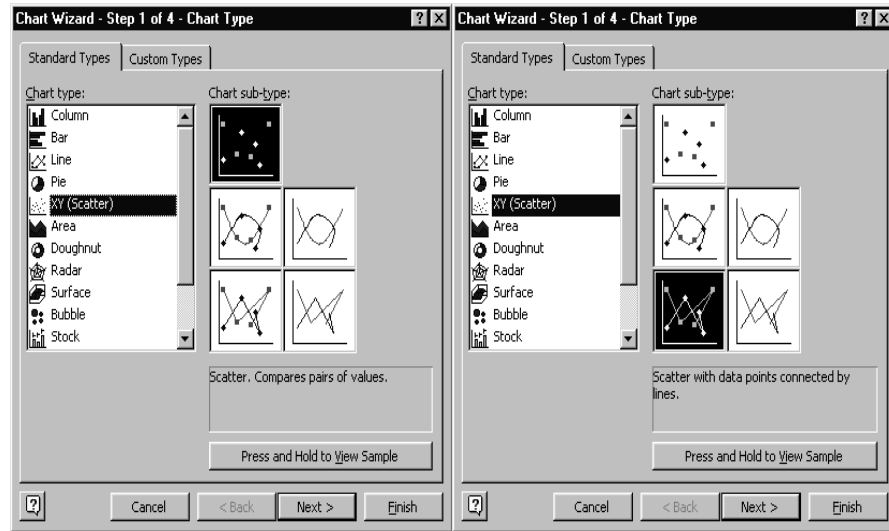 Chart Wizard - Step 1 of 4 - Chart Type
Standard Types
Custom Types
Chart type:
Column
Bar
Line
Pie
XY (Scatter)
Area
Doughnut
Radar
Surface
Bubble
Stock
Chart sub-type:
Scatter. Compares pairs of values.
Press and Hold to View Sample
Cancel
< Back
Next >
Finish
Chart Wizard - Step 1 of 4 - Chart Type
Standard Types
Custom Types
Chart type:
Column
Bar
Line
Pie
XY (Scatter)
Area
Doughnut
Radar
Surface
Bubble
Stock
Chart sub-type:
Scatter with data points connected by
lines.
Press and Hold to View Sample
Cancel
< Back
Next >
Finish